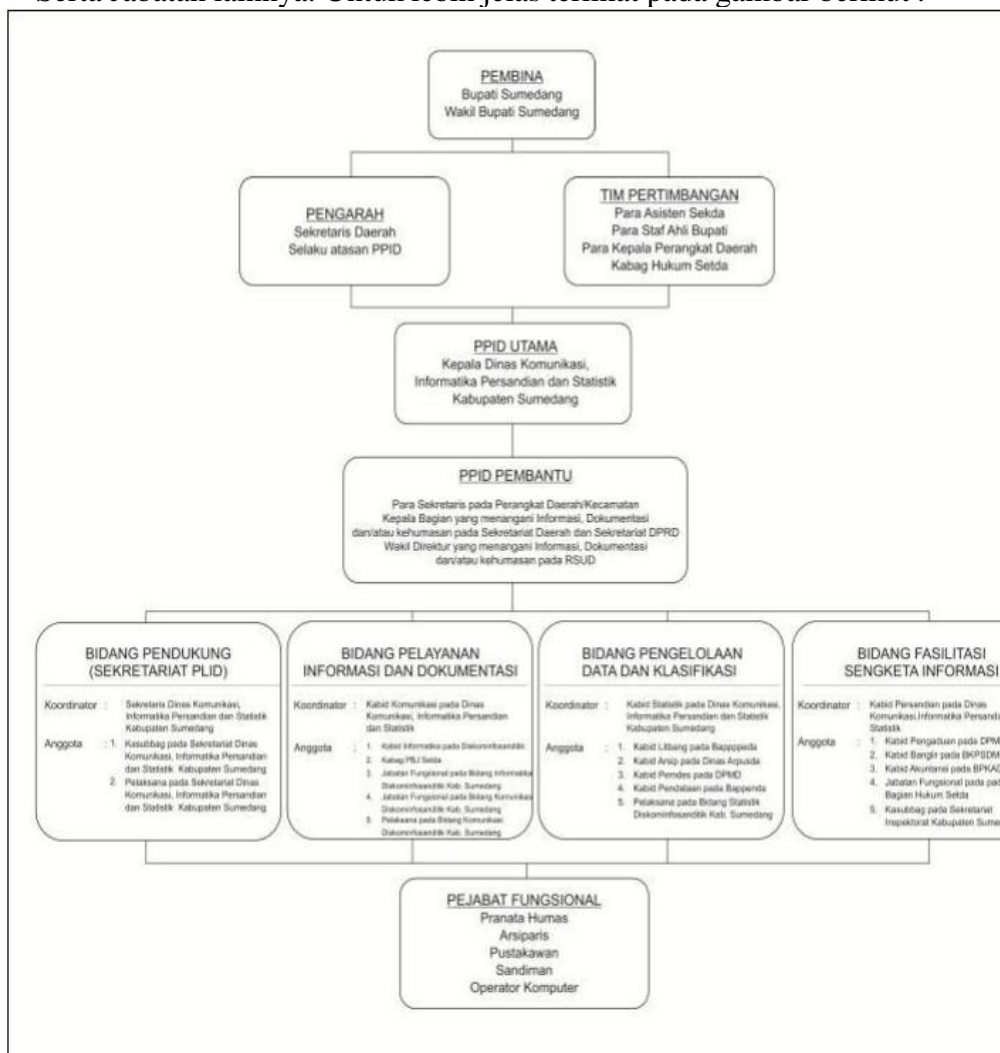 Serta Jabatan lainnya. Untuk lebih jelas terlihat pada gambar berikut :
PEMBINA
Bupati Sumedang
Wakil Bupati Sumedang
PENGARAH
Sekretaris Daerah
Selaku atasan PPID
TIM PERTIMBANGAN
Para Asisten Sekda
Para Staf Ahli Bupati
Para Kepala Perangkat Daerah
Kabag Hukum Setda
PPID UTAMA
Kepala Dinas Komunikasi,
Informatika Persandian dan Statistik
Kabupaten Sumedang
PPID PEMBANTU
Para Sekretaris pada Perangkat Daerah/Kecamatan
Kepala Bagian yang menangani Informasi, Dokumentasi
dan/atau kehumasan pada Sekretariat Daerah dan Sekretariat DPRD
Wakil Direktur yang menangani Informasi, Dokumentasi
dan/atau kehumasan pada RSUD
BIDANG PENDUKUNG
(SEKRETARIAT PLID)
Koordinator : Sekretaris Dinas Komunikasi,
Informatika Persandian dan Statistik
Kabupaten Sumedang
Anggota : 1. Kasubbag pada Sekretariat Dinas
Komunikasi, Informatika Persandian
dan Statistik Kabupaten Sumedang
2. Pelaksana pada Sekretariat Dinas
Komunikasi, Informatika Persandian
dan Statistik Kabupaten Sumedang
BIDANG PELAYANAN
INFORMASI DAN DOKUMENTASI
Koordinator : Kabid Komunikasi pada Dinas
Komunikasi, Informatika Persandian
dan Statistik
Anggota : 1. Kabid Informatika pada Diskominfosanditik
2. Kabag PBJ Setda
3. Jabatan Fungsional pada Bidang Informatika
Diskominfosanditik Kab. Sumedang
4. Jabatan Fungsional pada Bidang Komunikasi
Diskominfosanditik Kab. Sumedang
5. Pelaksana pada Bidang Komunikasi
Diskominfosanditik Kab. Sumedang
BIDANG PENGELOLAAN
DATA DAN KLASIFIKASI
Koordinator : Kabid Statistik pada Dinas Komunikasi,
Informatika Persandian dan Statistik
Kabupaten Sumedang
Anggota : 1. Kabid Litbang pada Bapppeda
2. Kabid Arsip pada Dinas Arpusda
3. Kabid Pemdes pada DPMD
4. Kabid Pendataan pada Bappenda
5. Pelaksana pada Bidang Statistik
Diskominfosanditik Kab. Sumedang
BIDANG FASILITASI
SENGKETA INFORMASI
Koordinator : Kabid Persandian pada Dinas
Komunikasi,Informatika Persanda
Statistik
Anggota : 1. Kabid Pengaduan pada DPM
2. Kabid Bangrir pada BKPSDM
3. Kabid Akuntansi pada BPKAD
4. Jabatan Fungsional pada pad
Bagian Hukum Setda
5. Kasubbag pada Sekretariat
Inspektorat Kabupaten Sume
PEJABAT FUNGSIONAL
Pranata Humas
Arsiparis
Pustakawan
Sandiman
Operator Komputer